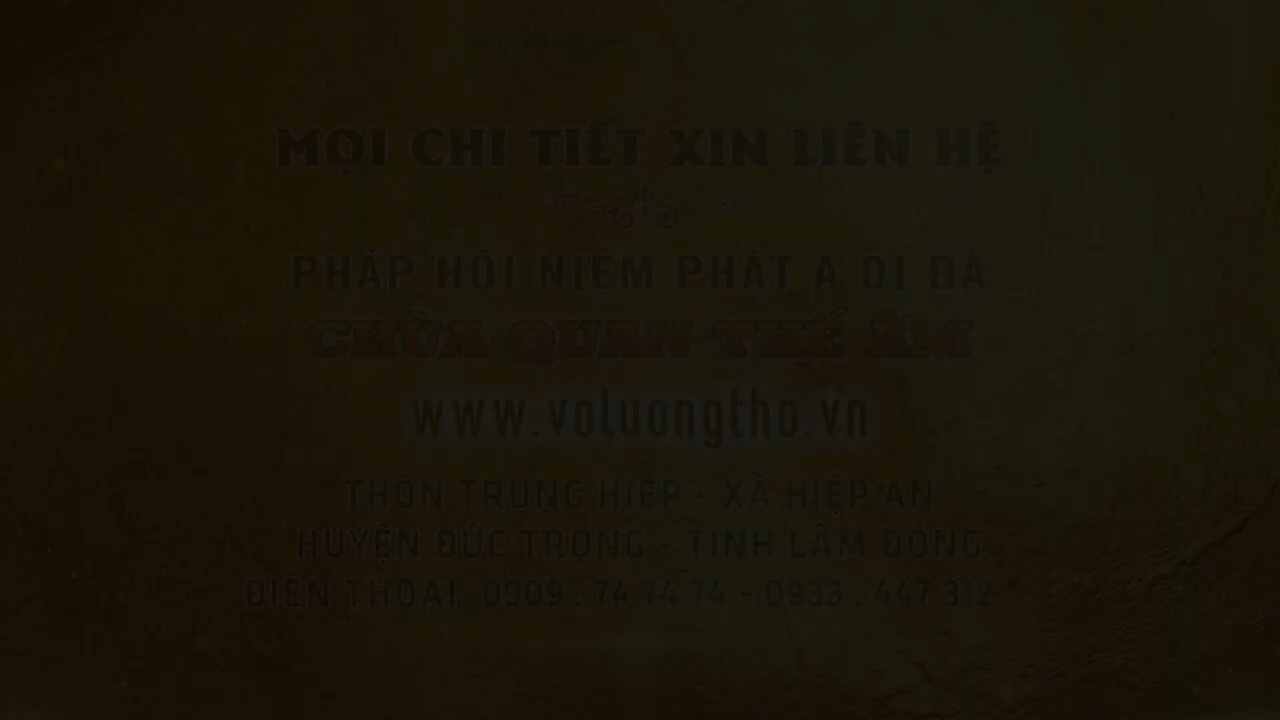 MỌI CHI TIẾT XIN LIÊN HỆ
PHÁP HỘI NIỆM PHẬT A DI ĐÀ
CHÙA QUAN THẾ ÂM
www.voluongtho.vn
THÔN TRUNG HIỆP - XÃ HIỆP AN
HUYỆN ĐỨC TRỌNG - TỈNH LÂM ĐỒNG
ĐIỆN THOẠI: 0909 . 74 74 74 - 0933 . 447 312